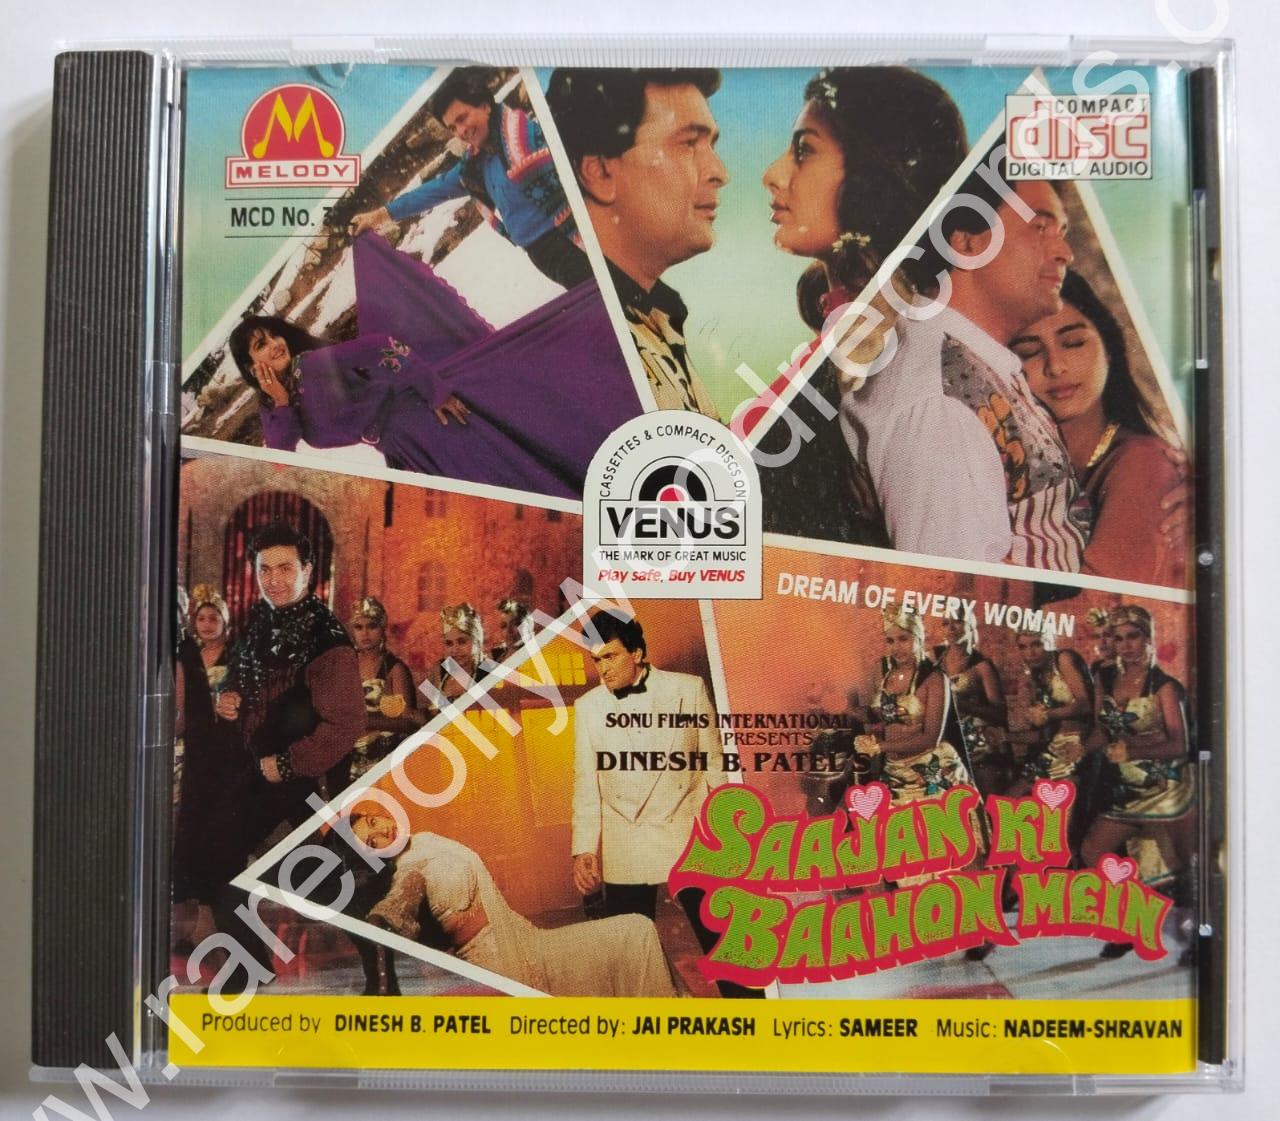 MELODY
MCD No. 3
COMPACT
disc
DIGITAL AUDIO
CASSETTES & COMPACT DISCS ON
VENUS
THE MARK OF GREAT MUSIC
Play safe, Buy VENUS
DREAM OF EVERY WOMAN
SONU FILMS INTERNATIONAL
PRESENTS
DINESH B. PATEL'S
SAAJAN KI
BAAHON MEIN
Produced by DINESH B. PATEL Directed by: JAI PRAKASH Lyrics: SAMEER Music: NADEEM-SHRAVAN
www.rarebollywoodrecords.c